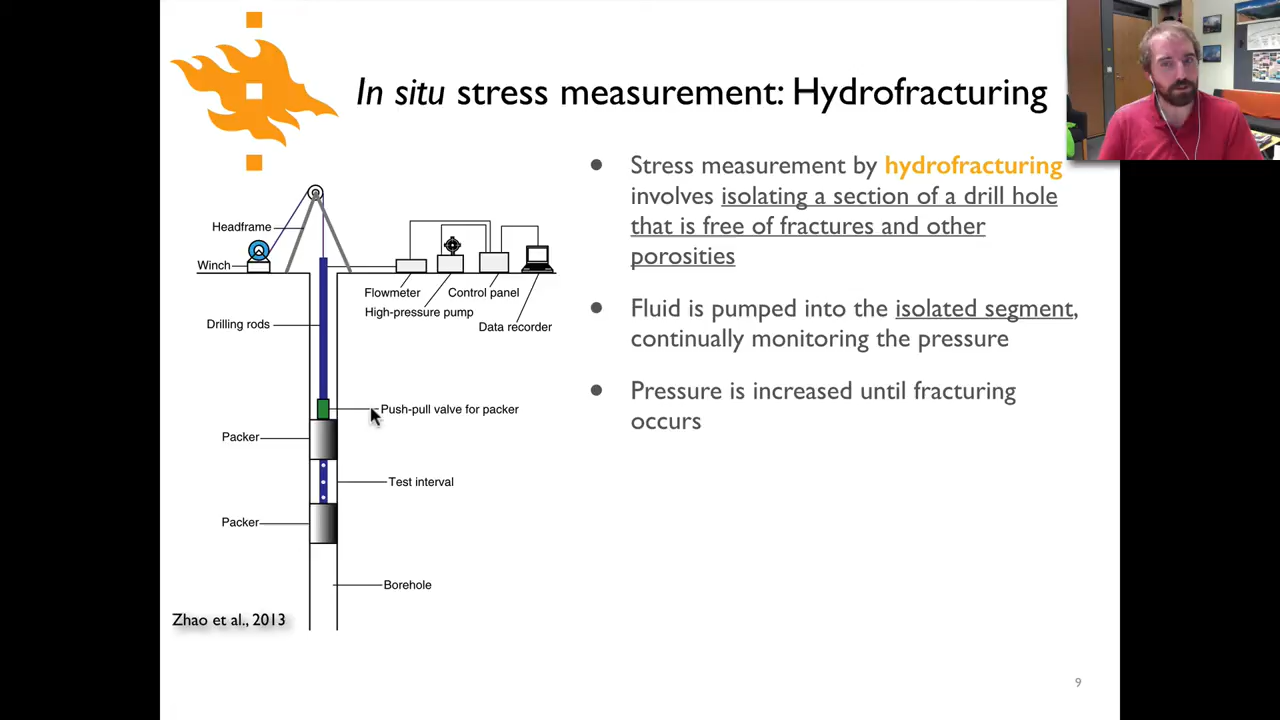 In situ stress measurement: Hydrofracturing
● Stress measurement by hydrofracturing
involves isolating a section of a drill hole
that is free of fractures and other
porosities
● Fluid is pumped into the isolated segment,
continually monitoring the pressure
● Pressure is increased until fracturing
occurs
Headframe
Winch
Flowmeter
Control panel
High-pressure pump
Data recorder
Drilling rods
Push-pull valve for packer
Packer
Test interval
Packer
Borehole
Zhao et al., 2013
9